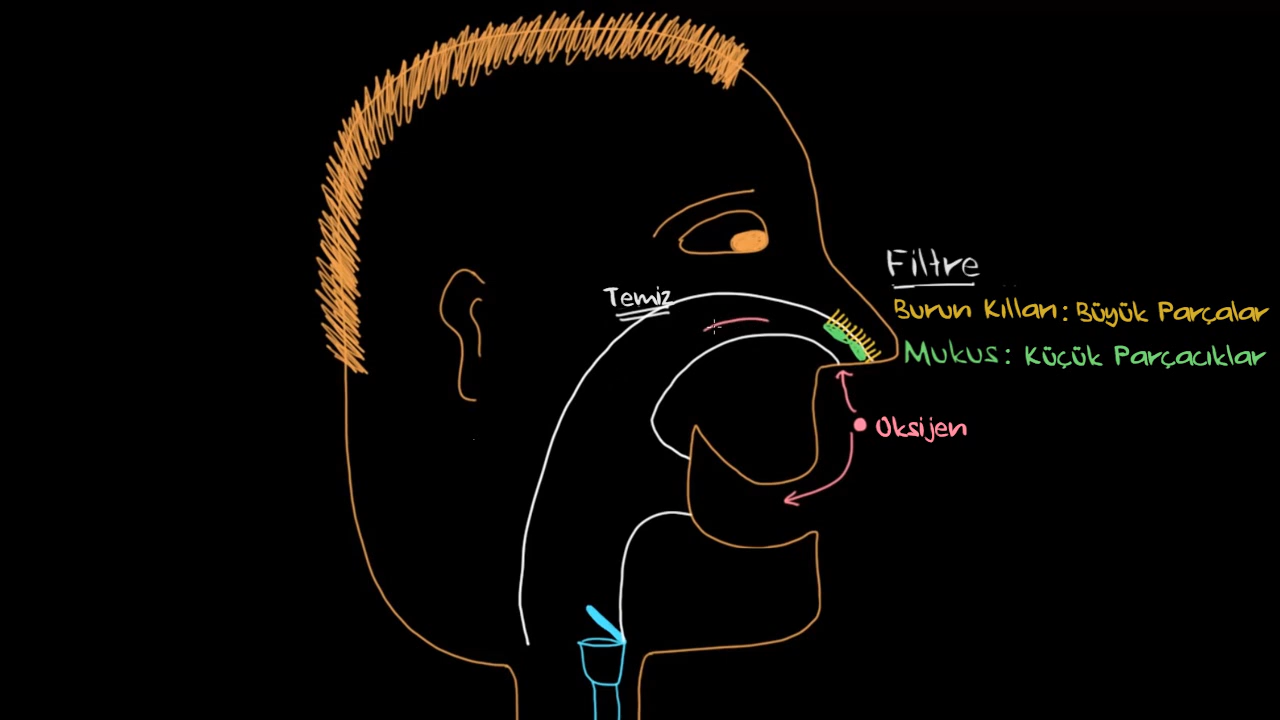 Temiz
Filtre
Burun Kılları: Büyük Parçalar
Mukus: Küçük Parçacıklar
Oksijen